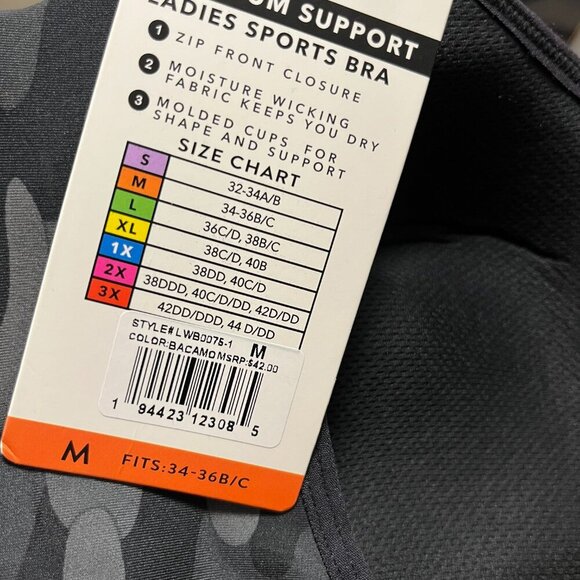 SUPPORT
LADIES SPORTS BRA
1 ZIP FRONT CLOSURE
2 MOISTURE WICKING
FABRIC KEEPS YOU DRY
3 MOLDED CUPS FOR
SHAPE AND SUPPORT
SIZE CHART
S 32-34A/B
M 34-36B/C
L 36C/D, 38B/C
XL 38C/D, 40B
1X 38DD, 40C/D
2X 38DDD, 40C/D/DD, 42D/DD
3X 42DD/DDD, 44 D/DD
STYLE# LWB0075-1 M
COLOR:BACAMO MSRP:$42.00
1 94423 12308 5
M FITS:34-36B/C